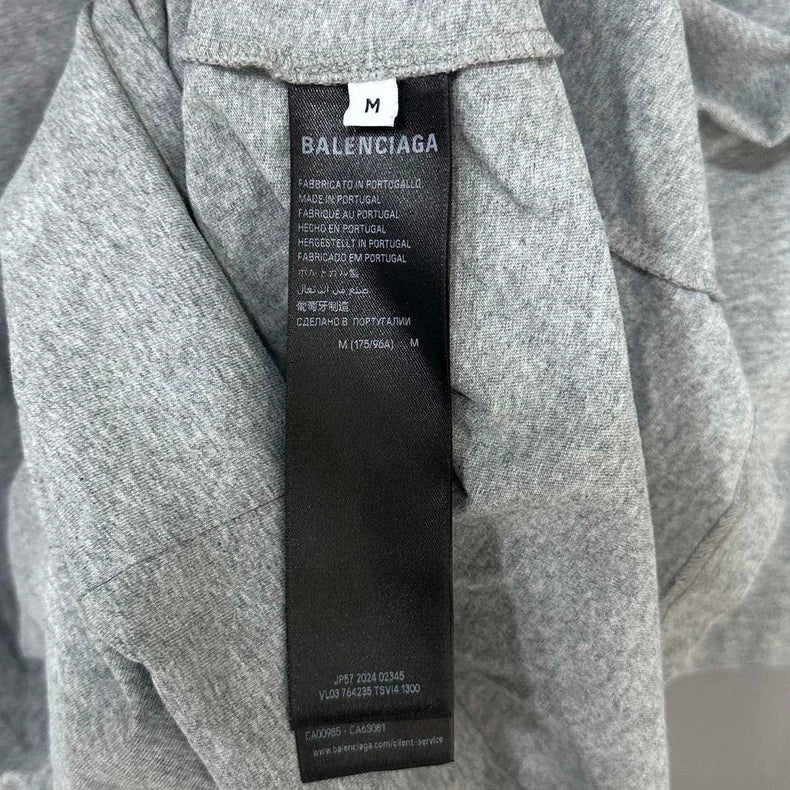 M
BALENCIAGA
FABBRICATO IN PORTOGALLO
MADE IN PORTUGAL
FABRIQUÉ AU PORTUGAL
HECHO EN PORTUGAL
HERGESTELLT IN PORTUGAL
FABRICADO EM PORTUGAL
ポルトガル製
صنع في البرتغال
葡萄牙制造
СДЕЛАНО В ПОРТУГАЛИИ
M (175/96A) M
JP57 2024 02345
VL03 764235 TSVI4 1300
CA00985 - CA63081
www.balenciaga.com/client-service